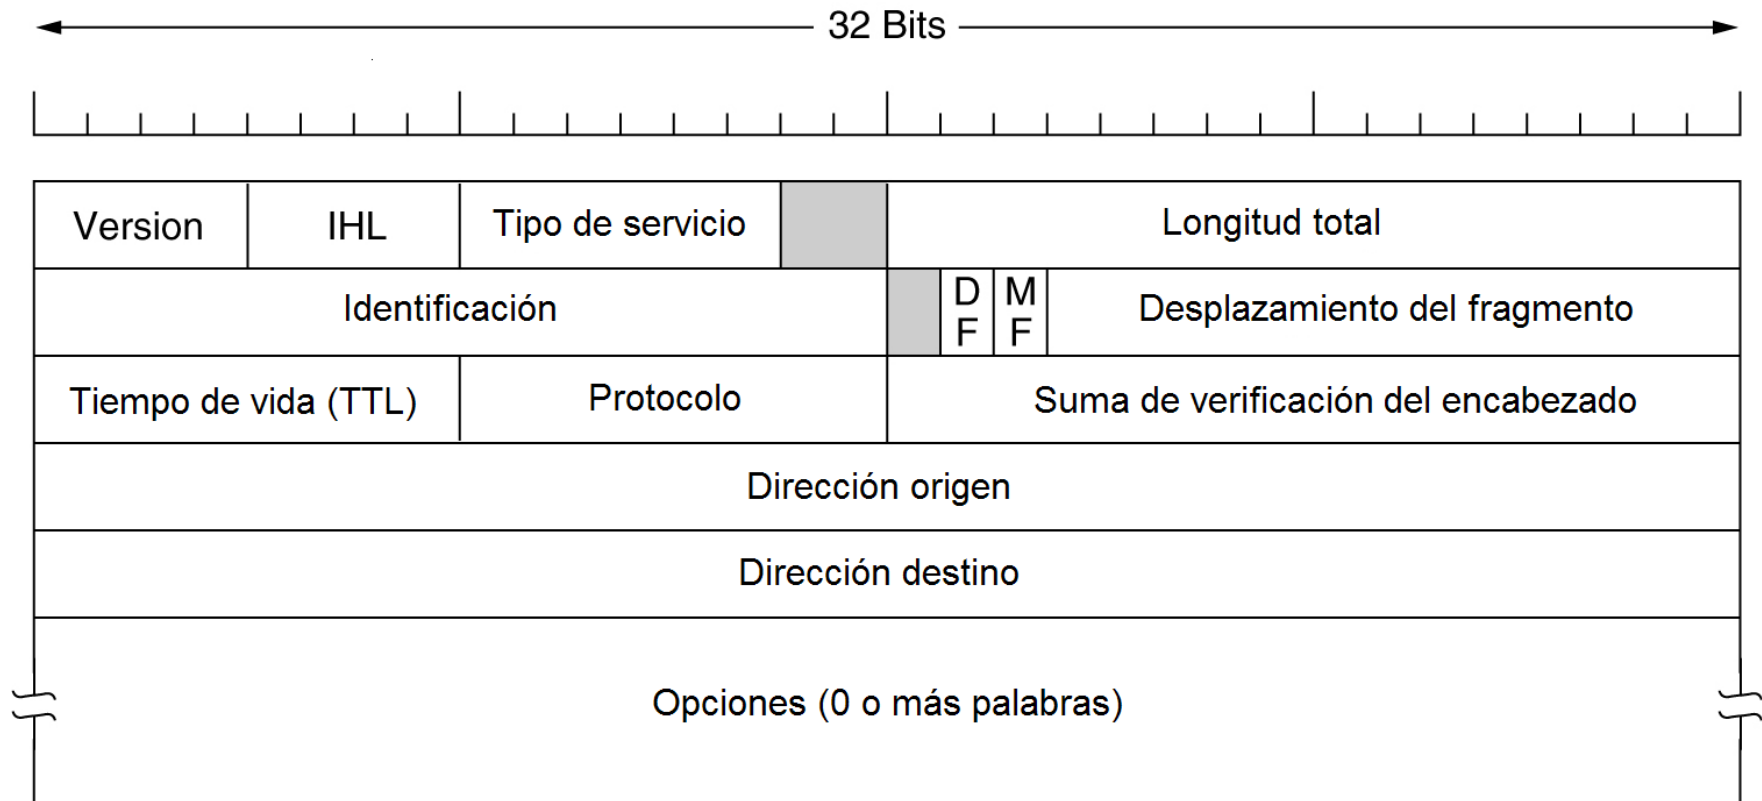 32 Bits
Version IHL Tipo de servicio Longitud total
Identificación D F M F Desplazamiento del fragmento
Tiempo de vida (TTL) Protocolo Suma de verificación del encabezado
Dirección origen
Dirección destino
Opciones (0 o más palabras)